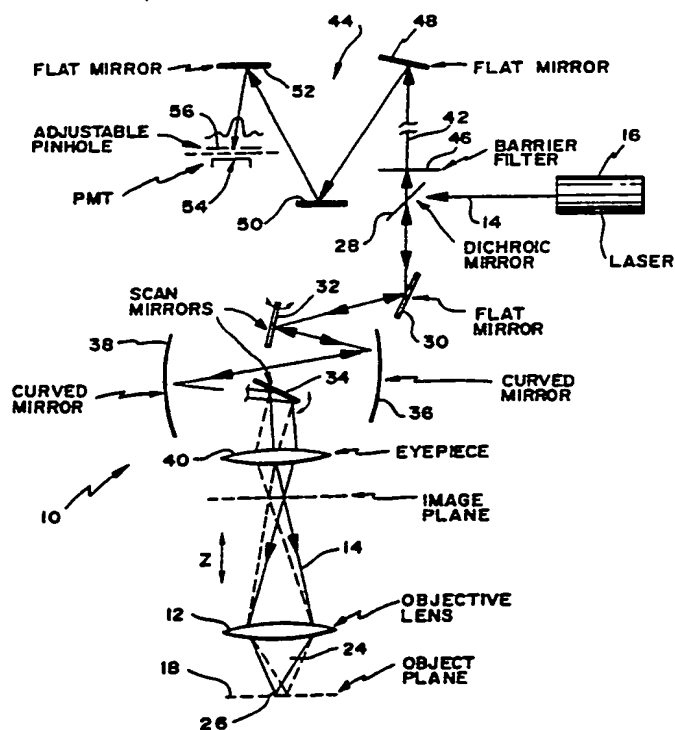 48
44
FLAT MIRROR
52
FLAT MIRROR
56
42
ADJUSTABLE
PINHOLE
46
BARRIER
FILTER
16
PMT
54
50
28
14
DICHROIC
MIRROR
LASER
SCAN
MIRRORS
32
30
FLAT
MIRROR
38
34
CURVED
MIRROR
36
CURVED
MIRROR
40
EYEPIECE
10
IMAGE
PLANE
Z
14
12
OBJECTIVE
LENS
24
18
OBJECT
PLANE
26